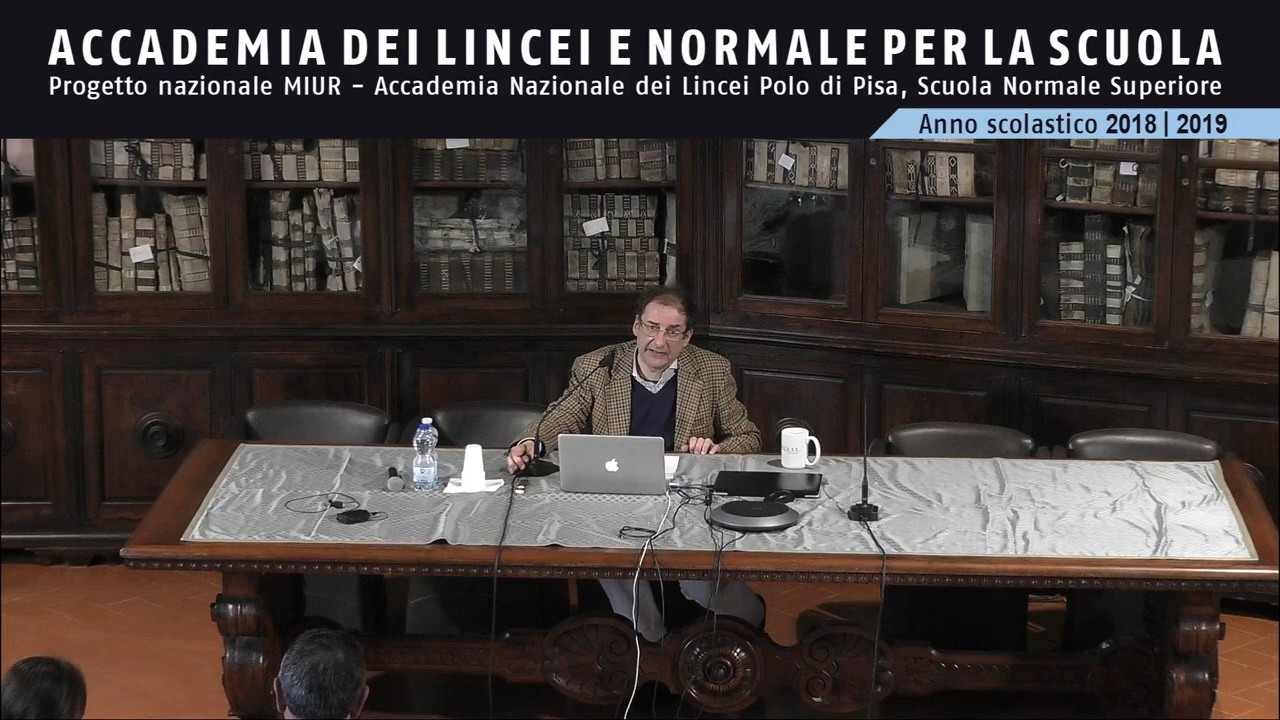 ACCADEMIA DEI LINCEI E NORMALE PER LA SCUOLA
Progetto nazionale MIUR – Accademia Nazionale dei Lincei Polo di Pisa, Scuola Normale Superiore
Anno scolastico 2018 | 2019